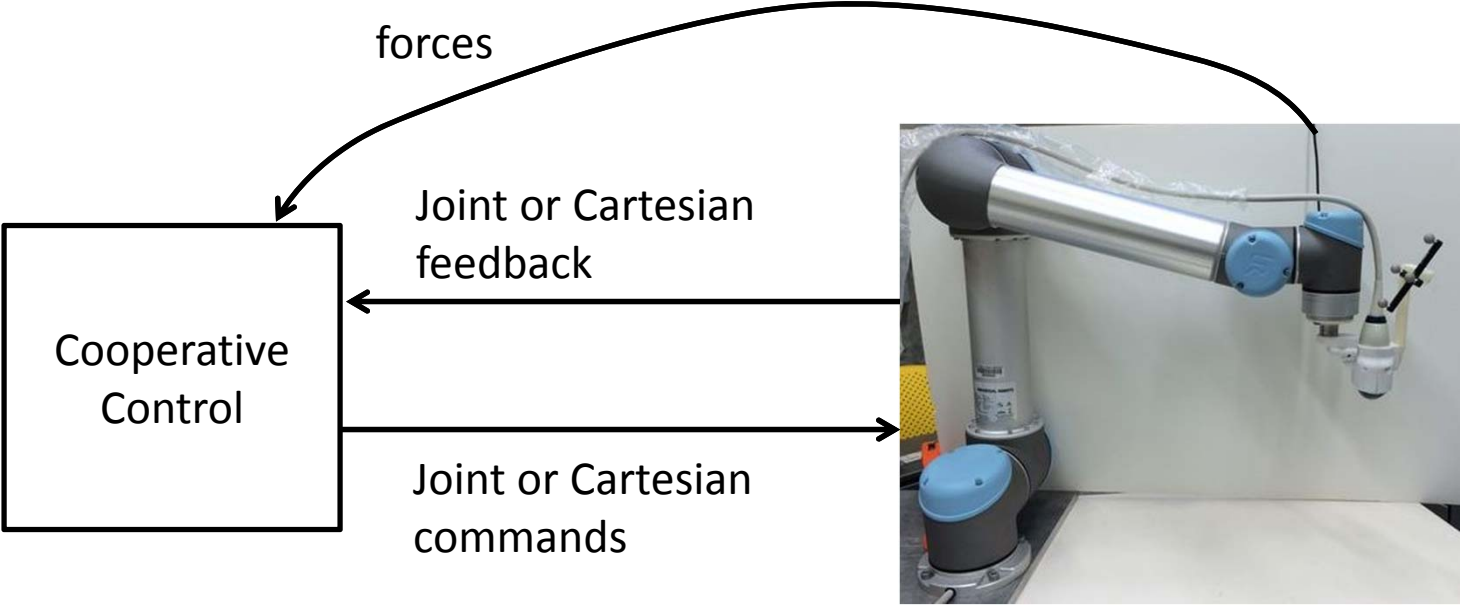 forces
Joint or Cartesian
feedback
Cooperative
Control
Joint or Cartesian
commands